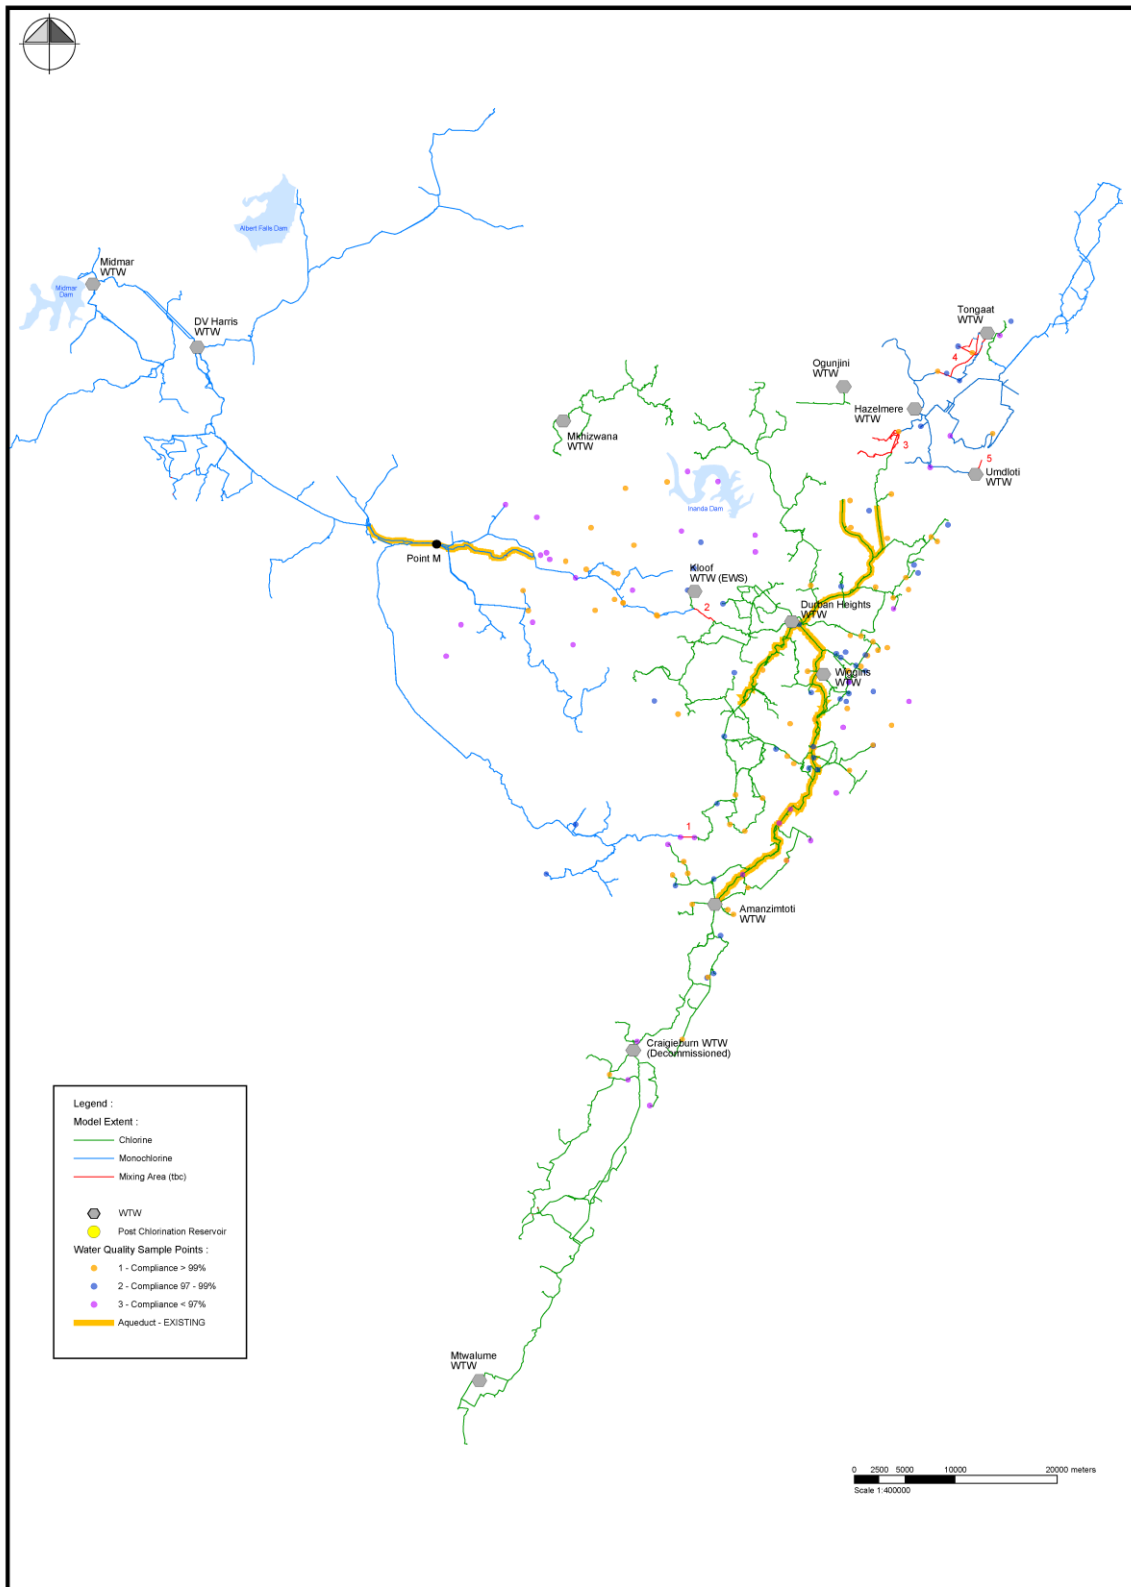 Albert Falls Dam
Midmar
WTW
Midmar
Dam
DV Harris
WTW
Tongaat
WTW
4
Ogunjini
WTW
Hazelmere
WTW
3
5
Umdloti
WTW
Mkhizwana
WTW
Inanda Dam
Point M
Kloof
WTW (EWS)
2
Durban Heights
WTW
Wiggins
WTW
1
Amanzimtoti
WTW
Craigieburn WTW
(Decommissioned)
Legend :
Model Extent :
Chlorine
Monochlorine
Mixing Area (tbc)
WTW
Post Chlorination Reservoir
Water Quality Sample Points :
1 - Compliance > 99%
2 - Compliance 97 - 99%
3 - Compliance < 97%
Aqueduct - EXISTING
Mtwalume
WTW
0 2500 5000 10000 20000 meters
Scale 1:400000